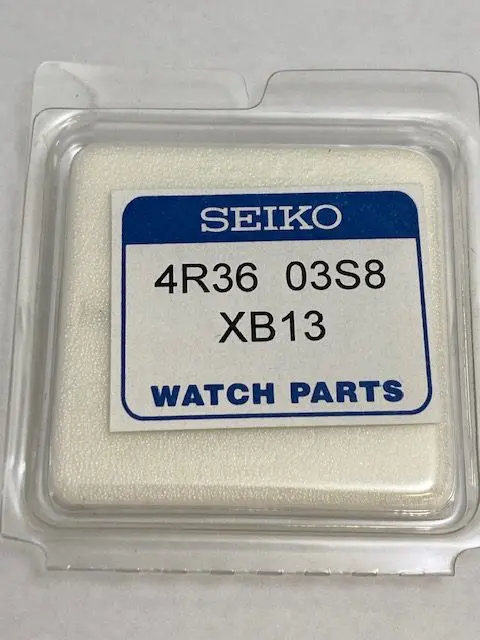 SEIKO
4R36 03S8
XB13
WATCH PARTS